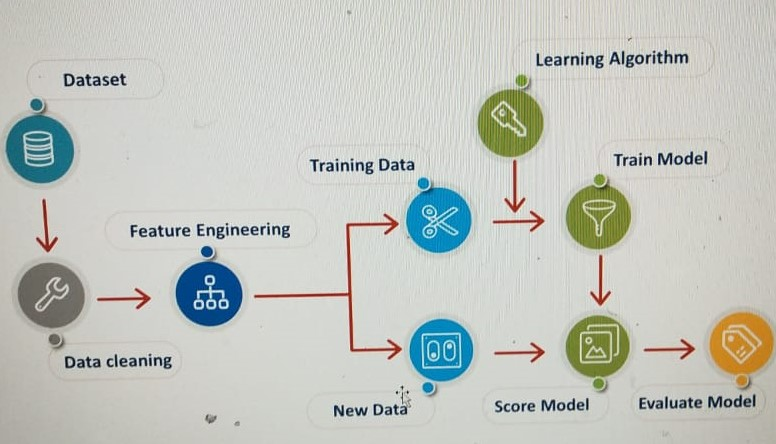 Dataset
Learning Algorithm
Training Data
Train Model
Feature Engineering
Data cleaning
New Data
Score Model
Evaluate Model